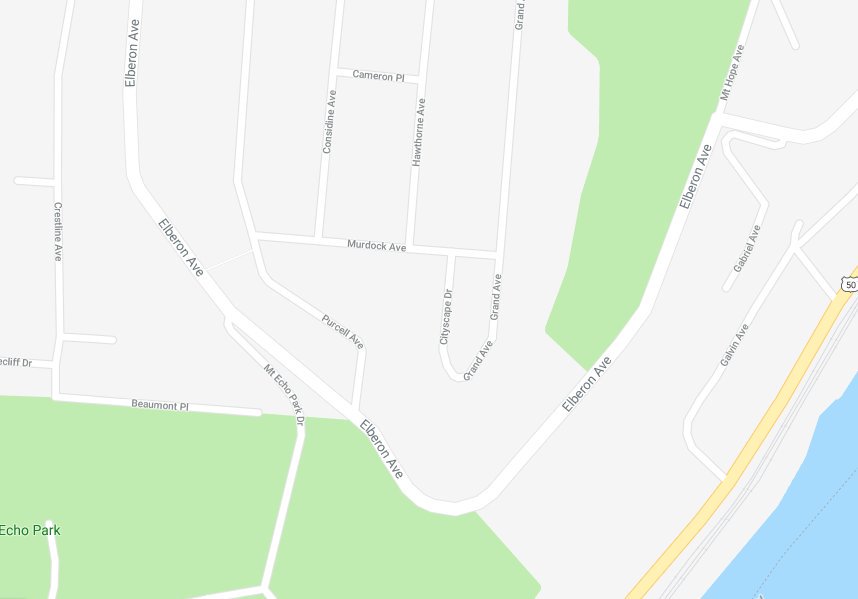 Grand
Elberon Ave
Mt Hope Ave
Cameron Pl
Considine Ave
Hawthorne Ave
Elberon Ave
Crestline Ave
Elberon Ave
Murdock Ave
Gabriel Ave
50
Grand Ave
Cityscape Dr
Purcell Ave
Galvin Ave
Grand Ave
ecliff Dr
Mt Echo Park Dr
Elberon Ave
Beaumont Pl
Elberon Ave
Echo Park